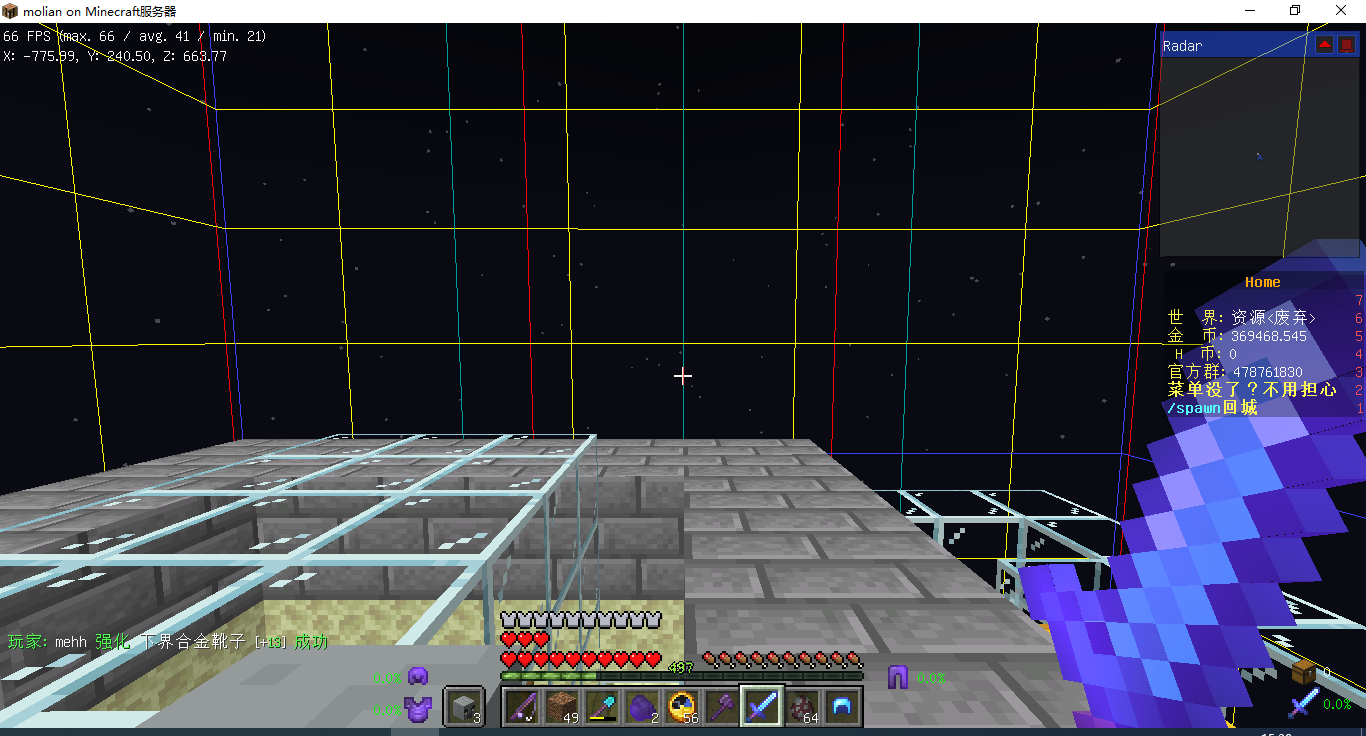 molian on Minecraft服务器
66 FPS (max. 66 / avg. 41 / min. 21)
X: -775.99, Y: 240.50, Z: 663.77
Radar
Home
7
世 界: 资源<废弃> 6
金 币: 369468.545 5
H 币: 0 4
官方群: 478761830 3
菜单没了？不用担心 2
/spawn回城 1
玩家: mehh 强化 下界合金靴子 [+13] 成功
497
0.0%
0.0%
0.0%
0
0.0%
3
49
2
56
64